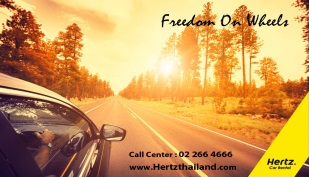 Freedom On Wheels
Call Center : 02 266 4666
www.Hertzthailand.com
Hertz.
Car Rental